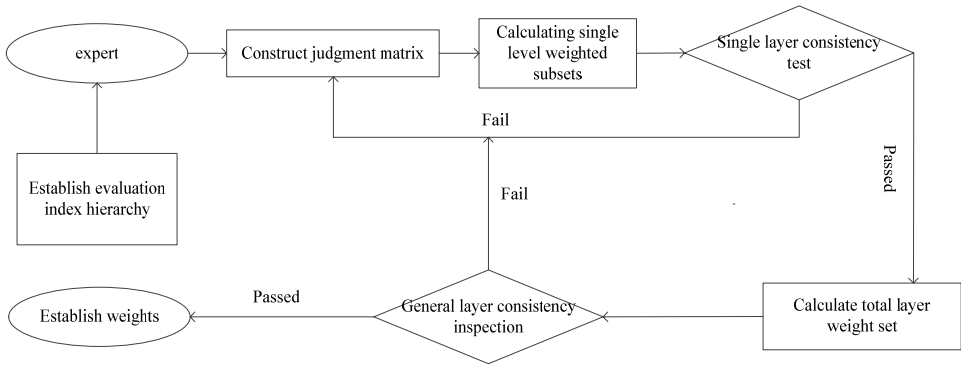 expert
Construct judgment matrix
Calculating single
level weighted
subsets
Single layer consistency
test
Fail
Passed
Establish evaluation
index hierarchy
Fail
Passed
Establish weights
General layer consistency
inspection
Calculate total layer
weight set